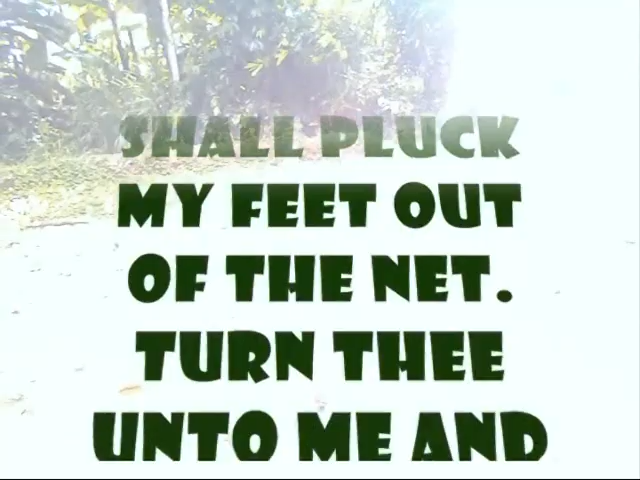 SHALL PLUCK
MY FEET OUT
OF THE NET.
TURN THEE
UNTO ME AND